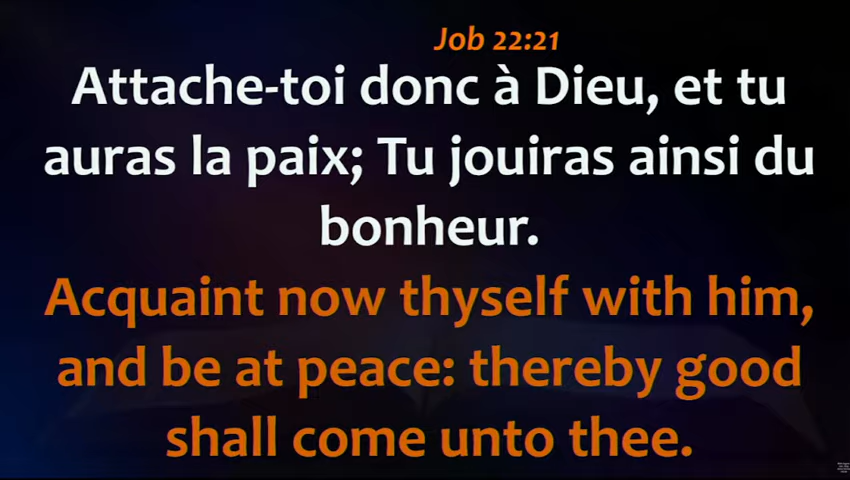 Job 22:21
Attache-toi donc à Dieu, et tu
auras la paix; Tu jouiras ainsi du
bonheur.
Acquaint now thyself with him,
and be at peace: thereby good
shall come unto thee.